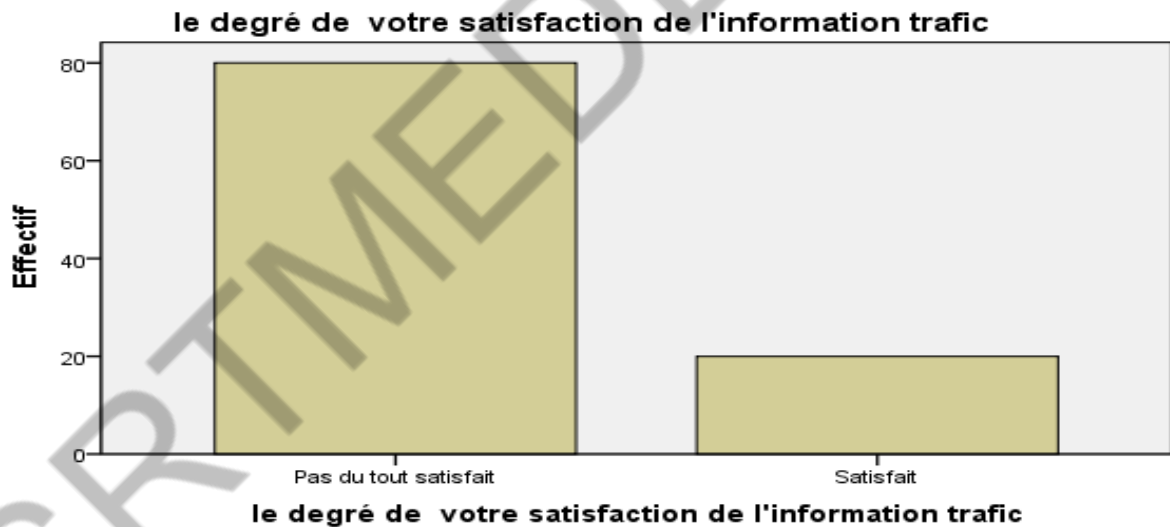 le degré de  votre satisfaction de l'information trafic
80
60
40
20
0
Effectif
Pas du tout satisfait
Satisfait
le degré de  votre satisfaction de l'information trafic